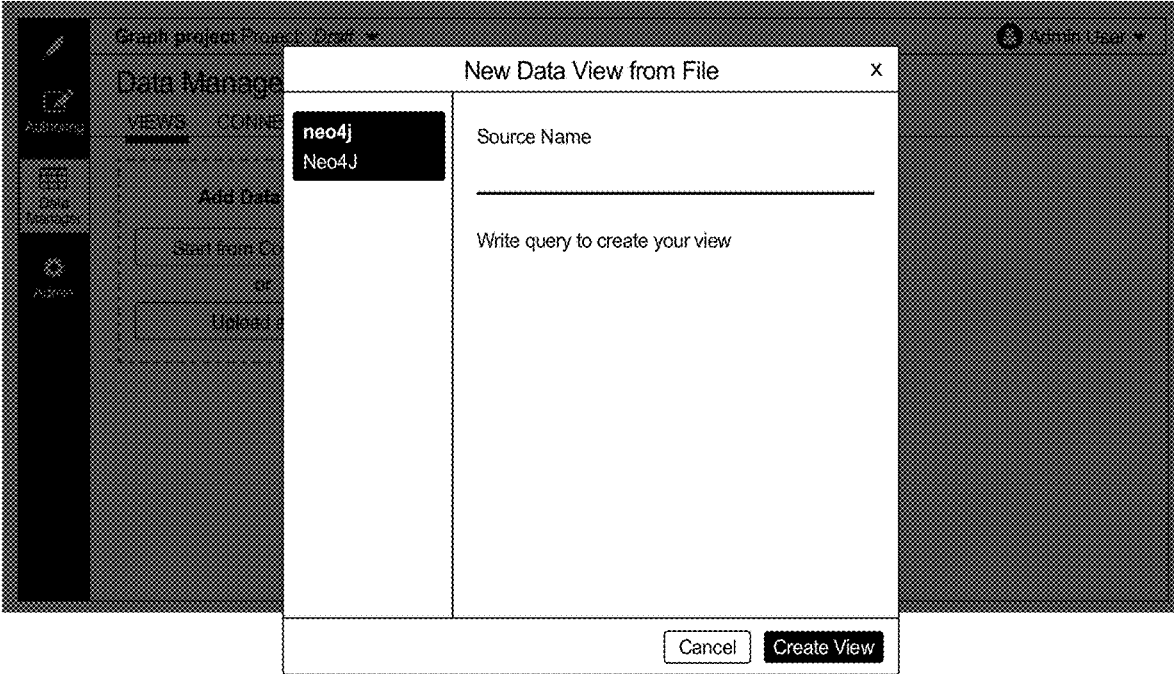 Graph project Project: Draft
Admin User
Data Manage
VIEWS CONNE
Authoring
Data
Manager
Admin
Add Data
Start from Co
or
Upload a
New Data View from File X
neo4j
Neo4J
Source Name
Write query to create your view
Cancel Create View